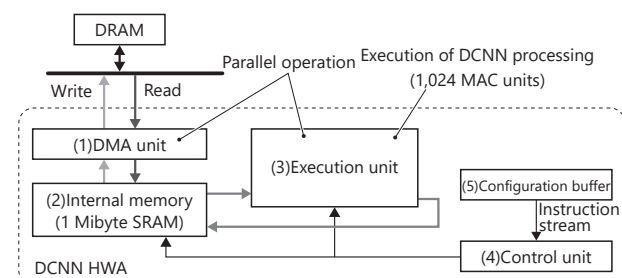 DRAM
Parallel operation
Execution of DCNN processing
(1,024 MAC units)
Write
Read
(1)DMA unit
(3)Execution unit
(2)Internal memory
(1 Mibyte SRAM)
(5)Configuration buffer
Instruction
stream
(4)Control unit
DCNN HWA